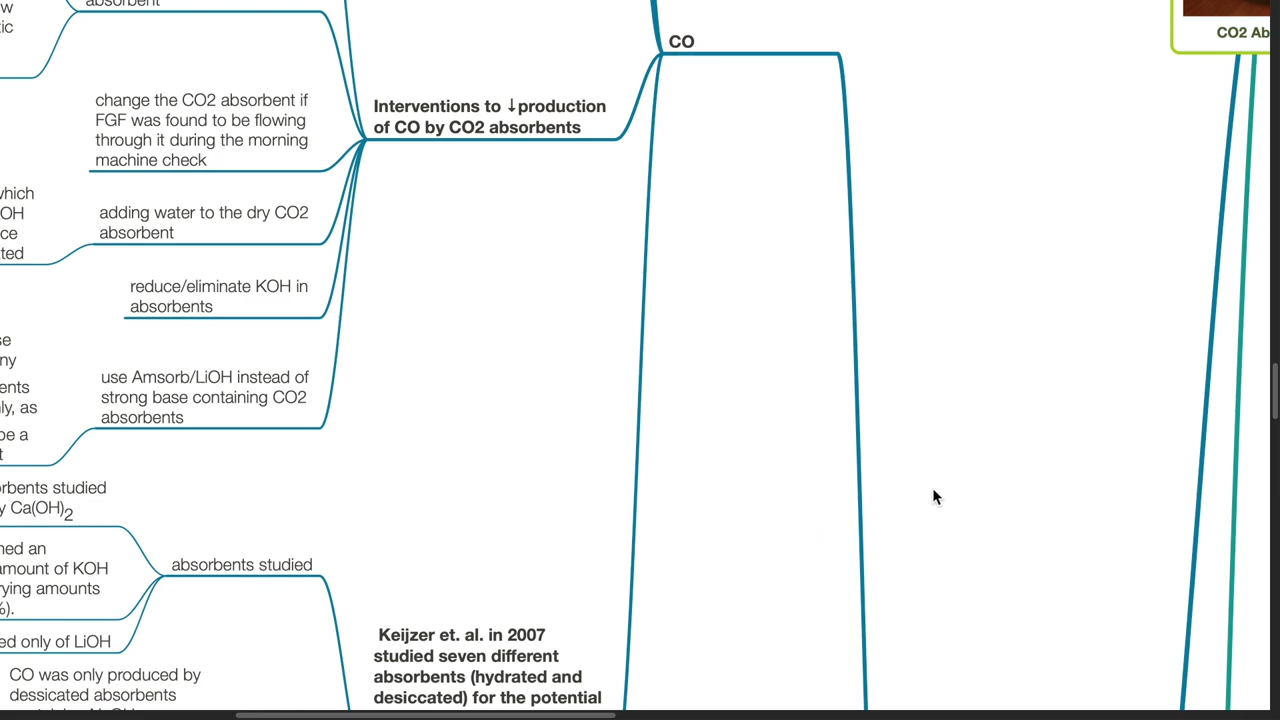 absorbent
w
tic
change the CO2 absorbent if
FGF was found to be flowing
through it during the morning
machine check
which
OH
ce
ted
adding water to the dry CO2
absorbent
reduce/eliminate KOH in
absorbents
se
ny
ents
ly, as
be a
t
use Amsorb/LiOH instead of
strong base containing CO2
absorbents
Interventions to ↓production
of CO by CO2 absorbents
CO
CO2 Ab
orbents studied
y Ca(OH)2
ned an
amount of KOH
rying amounts
%).
ed only of LiOH
absorbents studied
CO was only produced by
dessicated absorbents
Keijzer et. al. in 2007
studied seven different
absorbents (hydrated and
desiccated) for the potential